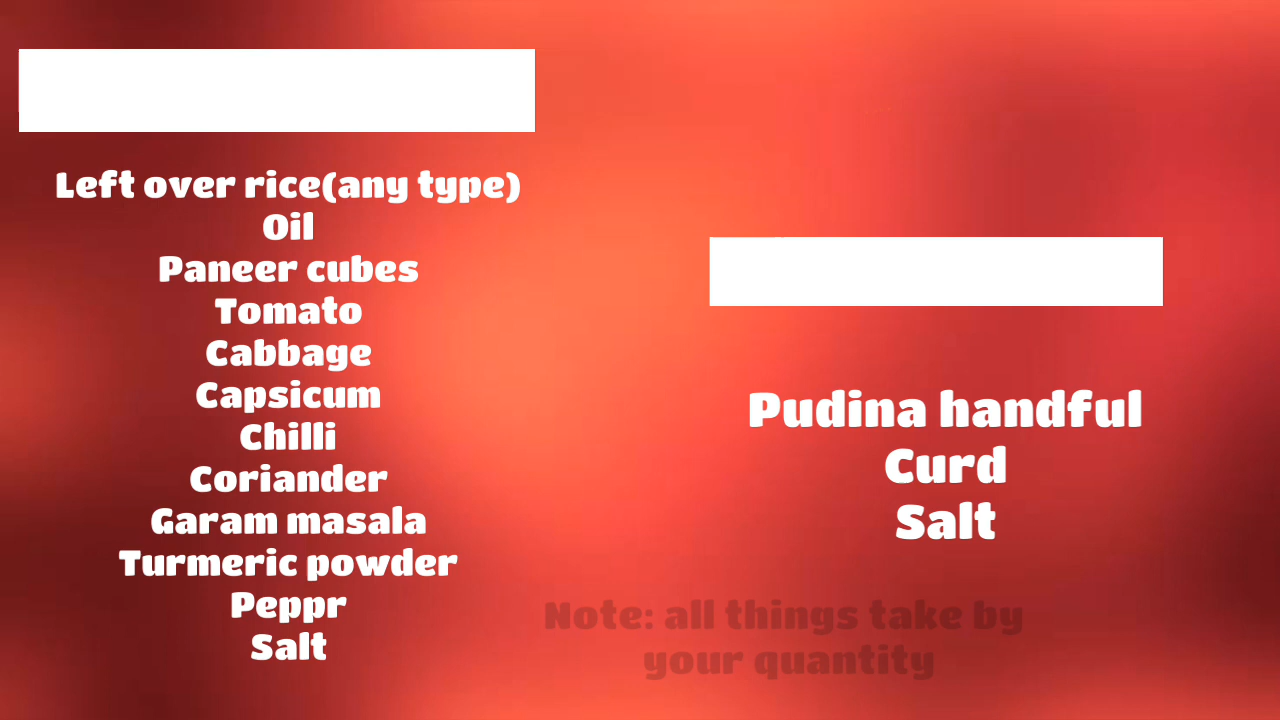 Left over rice(any type)
Oil
Paneer cubes
Tomato
Cabbage
Capsicum
Chilli
Coriander
Garam masala
Turmeric powder
Peppr
Salt
Pudina handful
Curd
Salt
Note: all things take by
your quantity